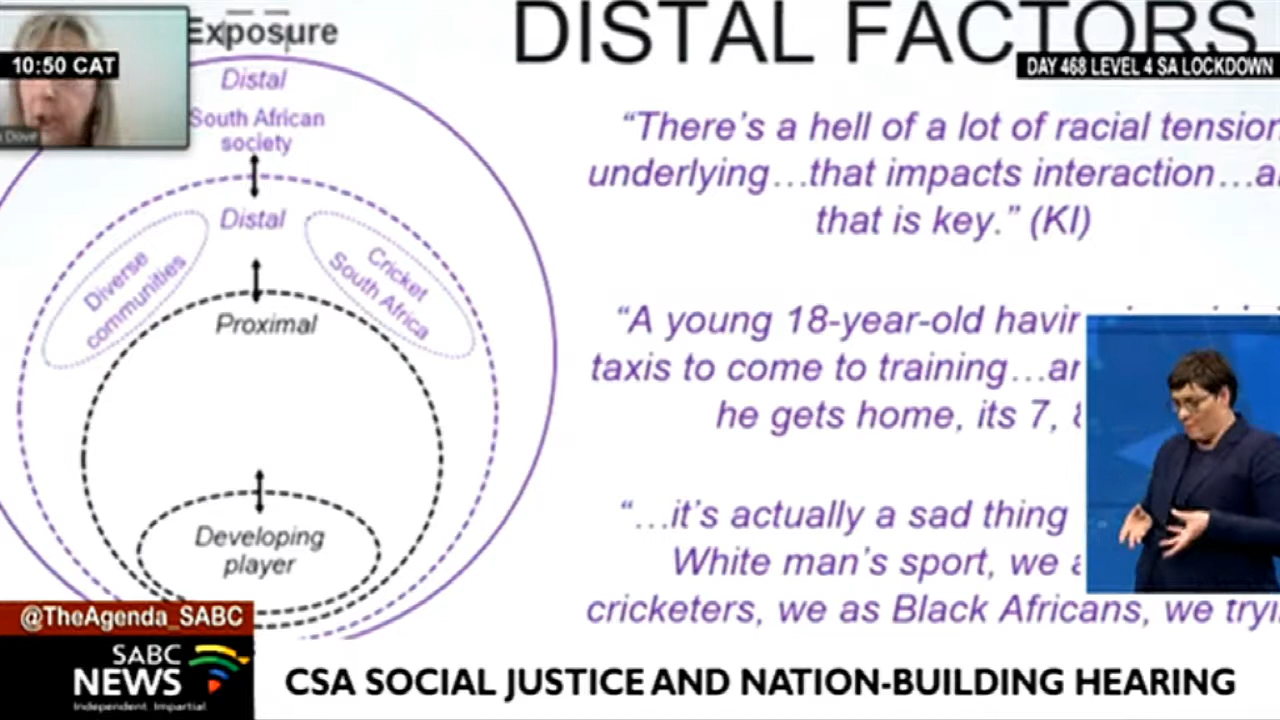 Exposure
DISTAL FACTORS
10:50 CAT
DAY 468 LEVEL 4 SA LOCKDOWN
Dove
Distal
South African
society
Distal
Diverse
communities
Cricket
South Africa
Proximal
Developing
player
“There’s a hell of a lot of racial tension
underlying…that impacts interaction…
that is key.” (KI)
“A young 18-year-old
taxis to come to training…
he gets home, its 7,
“…it’s actually a sad thing
White man’s sport, we
cricketers, we as Black Africans, we
@TheAgenda_SABC
SABC
NEWS
Independent Impartial
CSA SOCIAL JUSTICE AND NATION-BUILDING HEARING